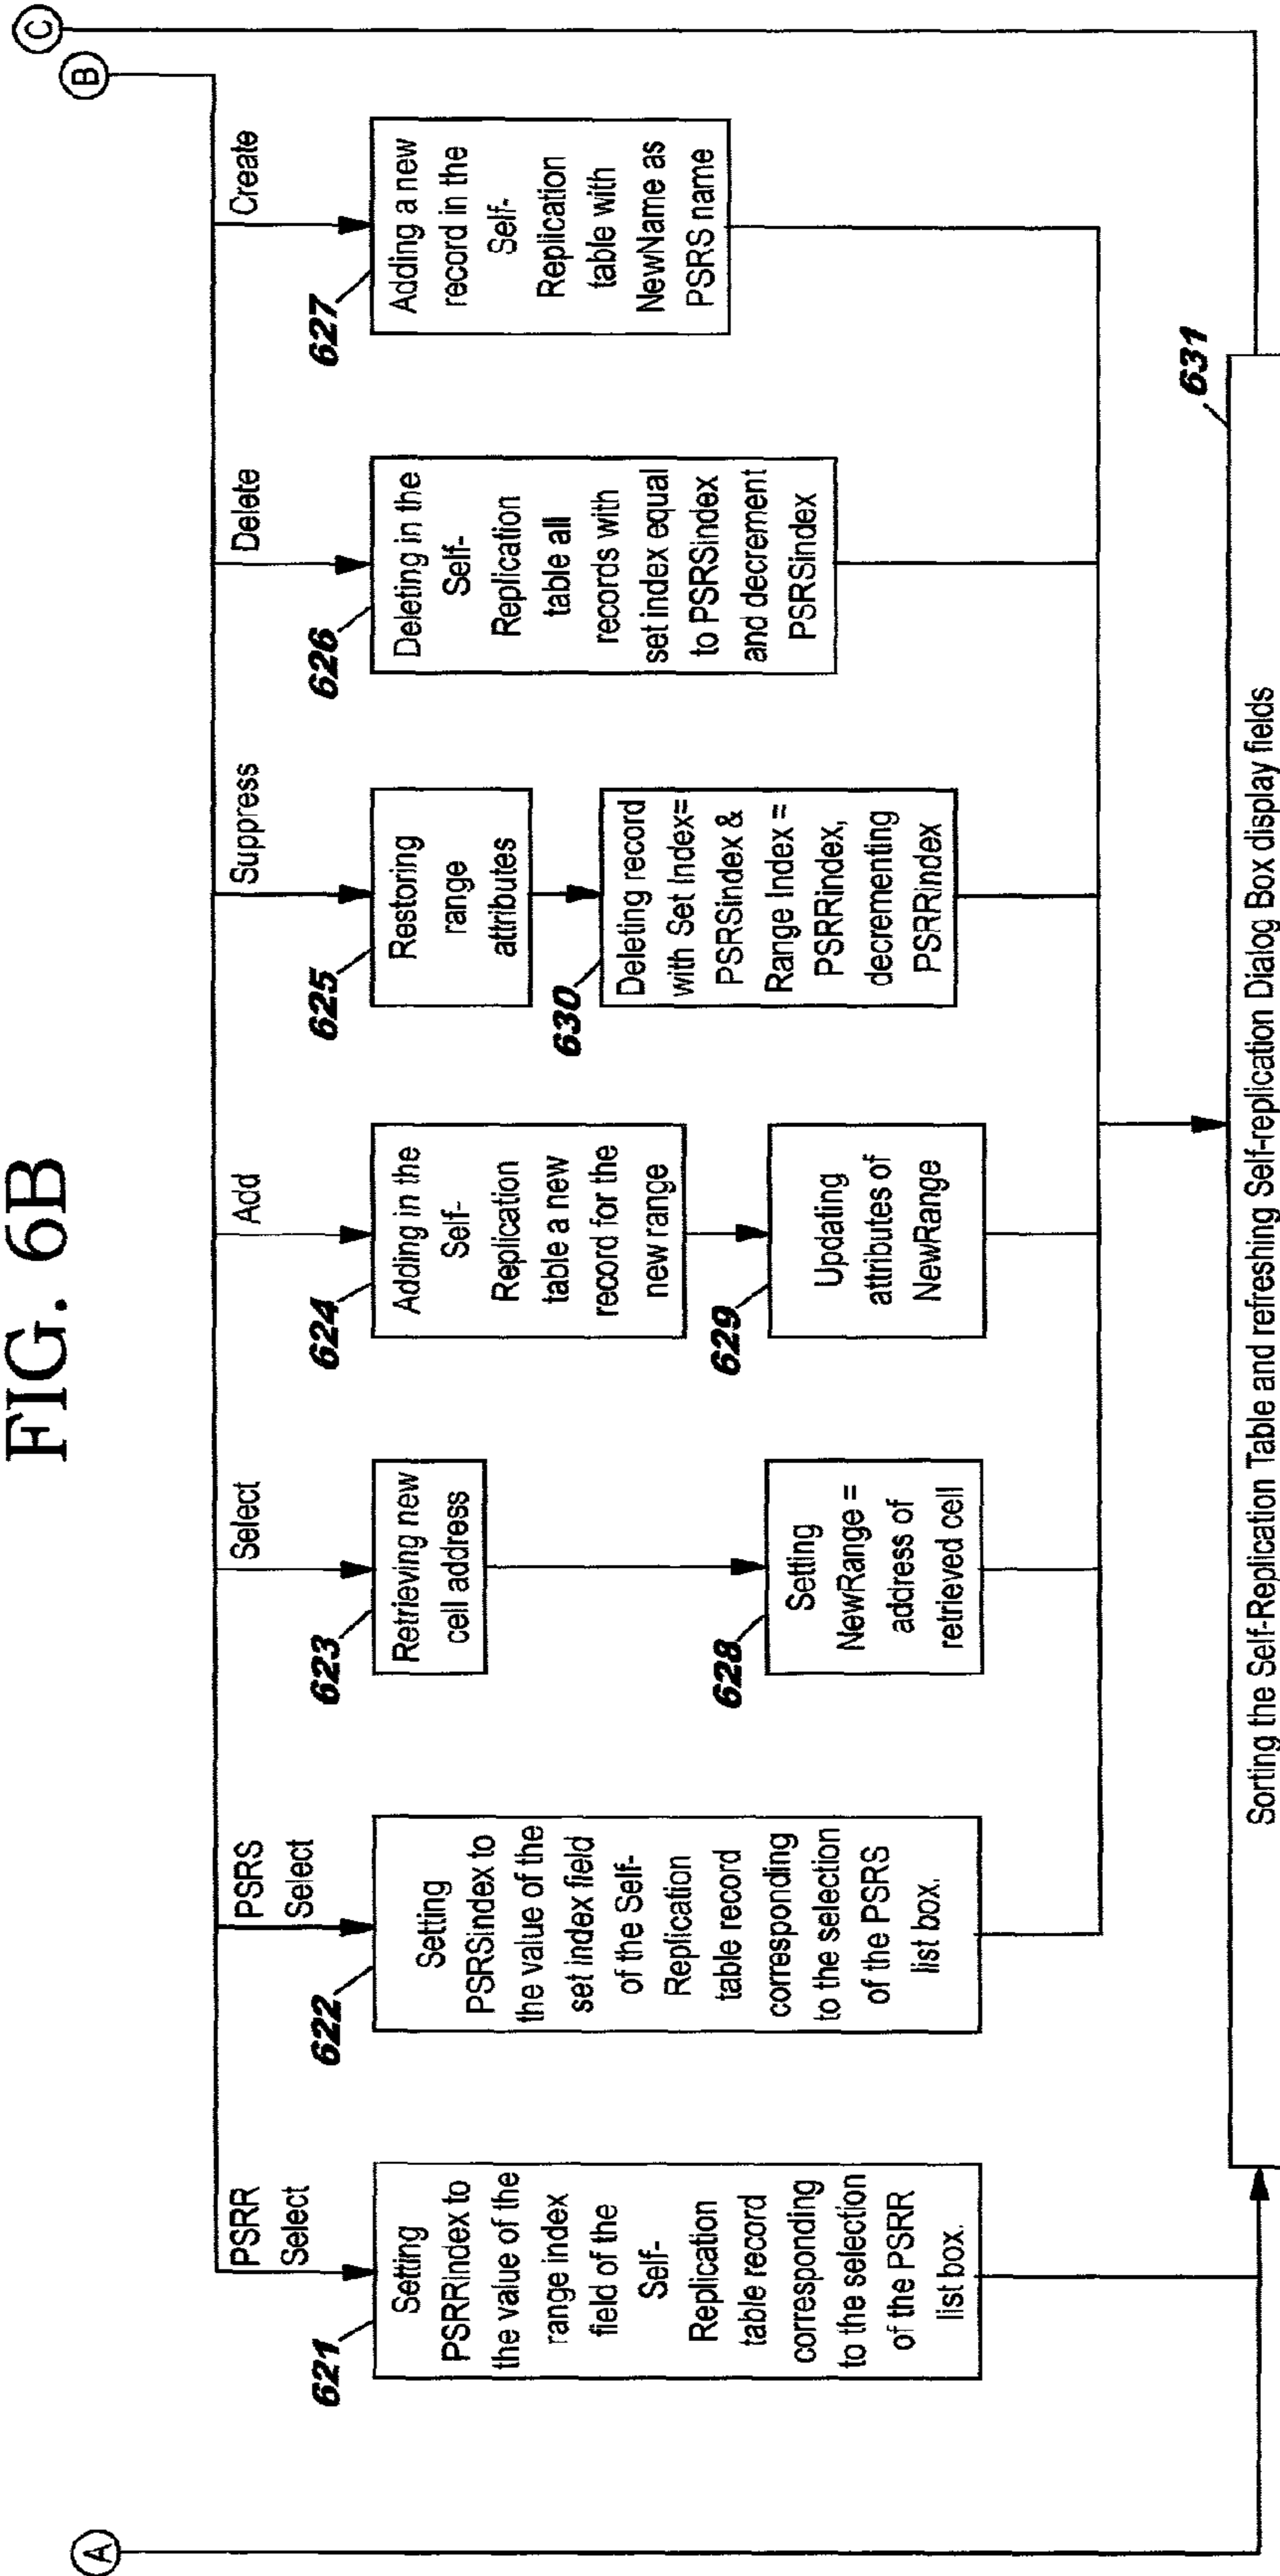 FIG. 6B
A
B
C
PSRR
Select
621
Setting
PSRRindex to
the value of the
range index
field of the
Self-
Replication
table record
corresponding
to the selection
of the PSRR
list box.
PSRS
Select
622
Setting
PSRSindex to
the value of the
set index field
of the Self-
Replication
table record
corresponding
to the selection
of the PSRS
list box.
Select
623
Retrieving new
cell address
628
Setting
NewRange =
address of
retrieved cell
Add
624
Adding in the
Self-
Replication
table a new
record for the
new range
629
Updating
attributes of
NewRange
Suppress
625
Restoring
range
attributes
630
Deleting record
with Set Index=
PSRSindex &
Range Index =
PSRRindex,
decrementing
PSRRindex
Delete
626
Deleting in the
Self-
Replication
table all
records with
set index equal
to PSRSindex
and decrement
PSRSindex
Create
627
Adding a new
record in the
Self-
Replication
table with
NewName as
PSRS name
631
Sorting the Self-Replication Table and refreshing Self-replication Dialog Box display fields